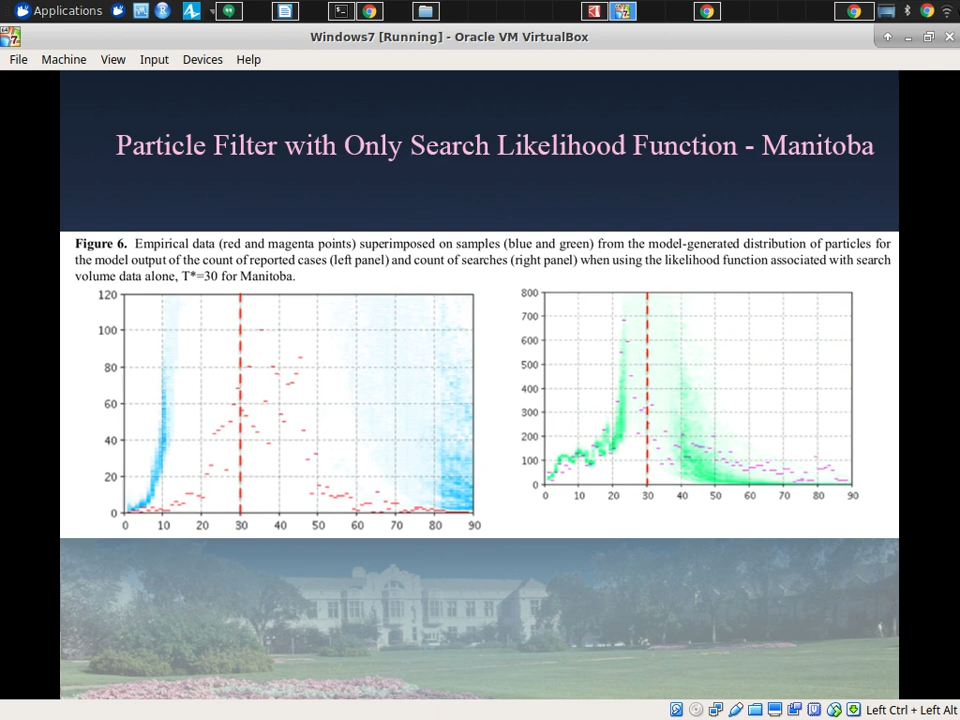 Applications
Windows7 [Running] - Oracle VM VirtualBox
File Machine View Input Devices Help
Particle Filter with Only Search Likelihood Function - Manitoba
Figure 6. Empirical data (red and magenta points) superimposed on samples (blue and green) from the model-generated distribution of particles for
the model output of the count of reported cases (left panel) and count of searches (right panel) when using the likelihood function associated with search
volume data alone, T*=30 for Manitoba.
120
100
80
60
40
20
0
0 10 20 30 40 50 60 70 80 90
800
700
600
500
400
300
200
100
0
0 10 20 30 40 50 60 70 80 90
Left Ctrl + Left Alt